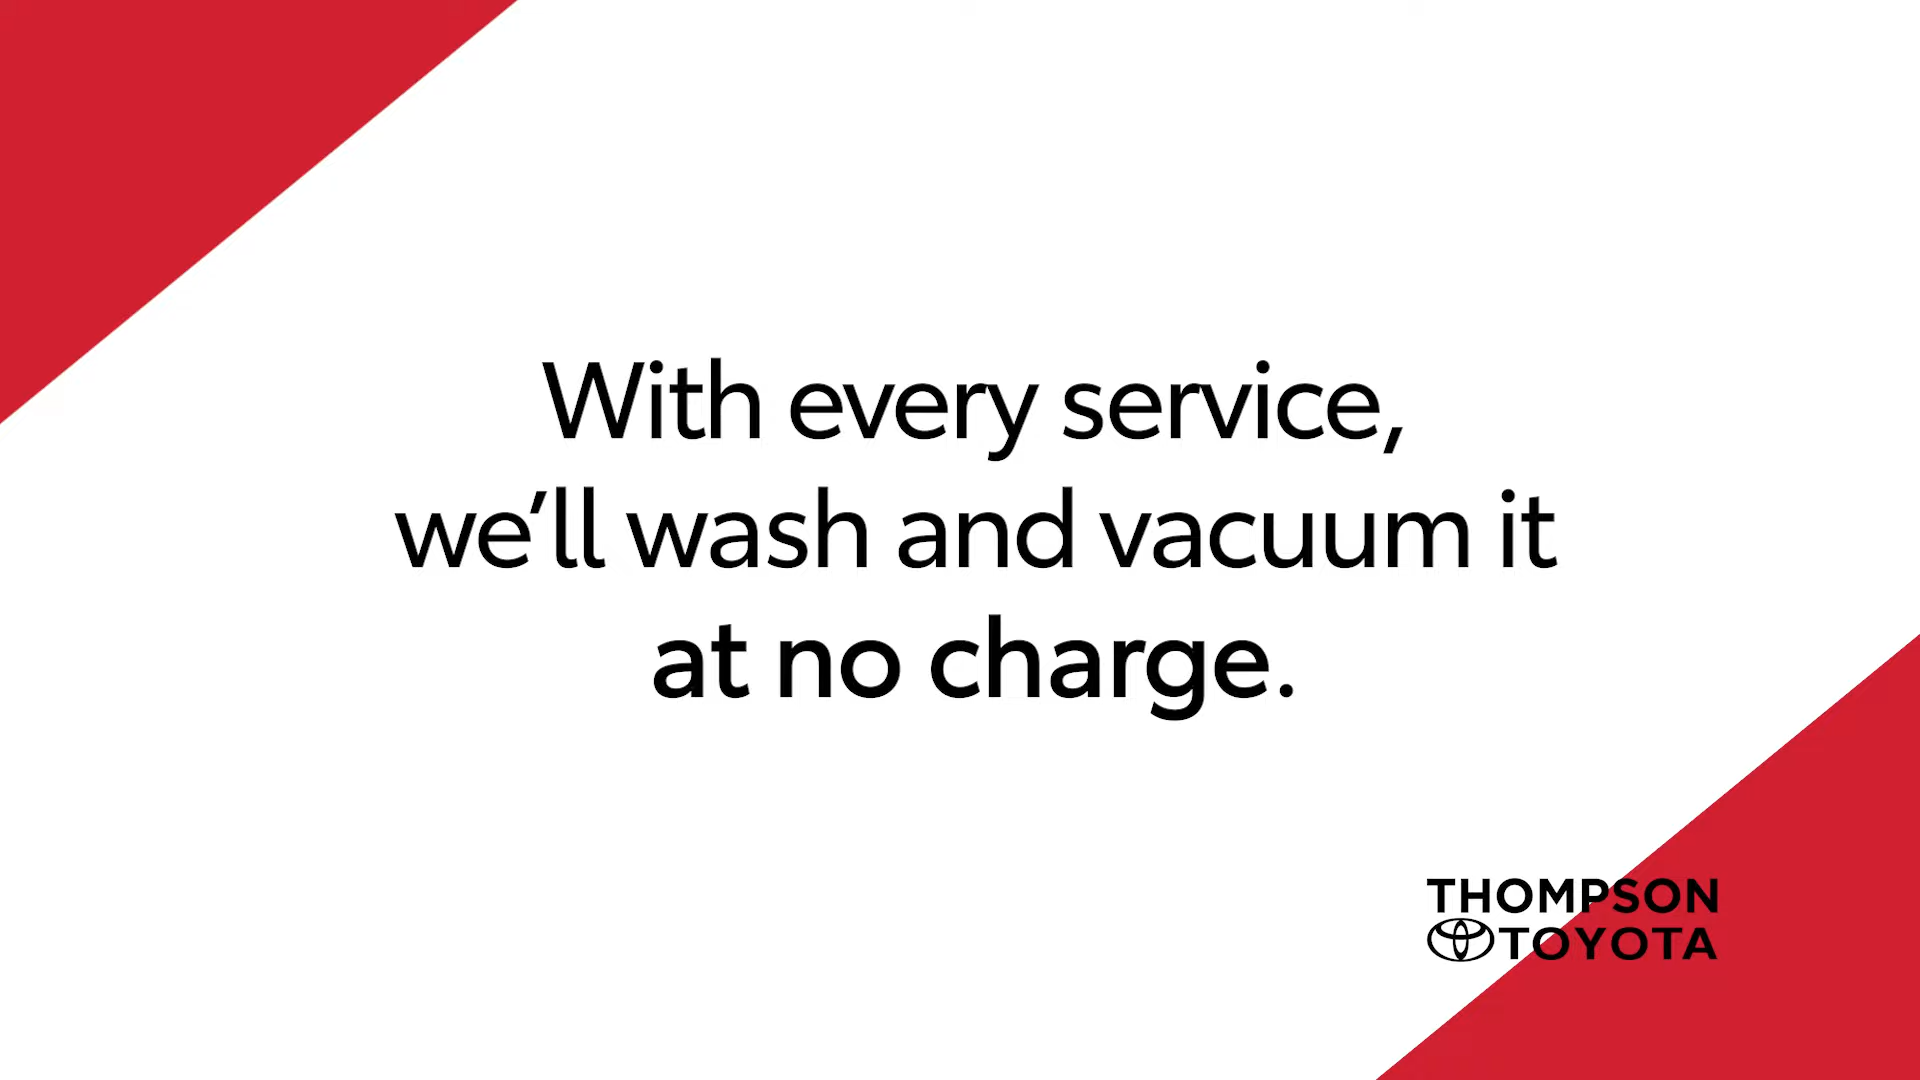 With every service,
we’ll wash and vacuum it
at no charge.
THOMPSON
TOYOTA